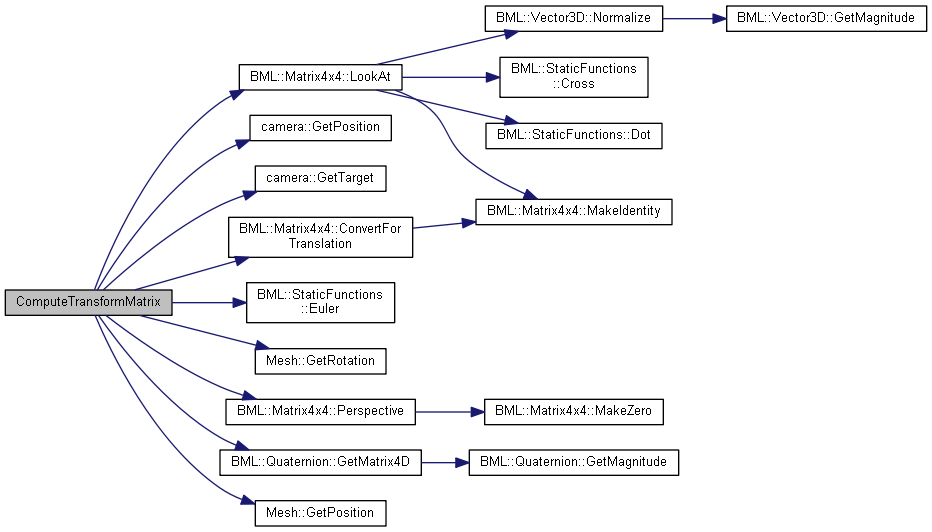 BML::Vector3D::Normalize
BML::Vector3D::GetMagnitude
BML::Matrix4x4::LookAt
BML::StaticFunctions
::Cross
camera::GetPosition
BML::StaticFunctions::Dot
camera::GetTarget
BML::Matrix4x4::MakeIdentity
BML::Matrix4x4::ConvertFor
Translation
ComputeTransformMatrix
BML::StaticFunctions
::Euler
Mesh::GetRotation
BML::Matrix4x4::Perspective
BML::Matrix4x4::MakeZero
BML::Quaternion::GetMatrix4D
BML::Quaternion::GetMagnitude
Mesh::GetPosition